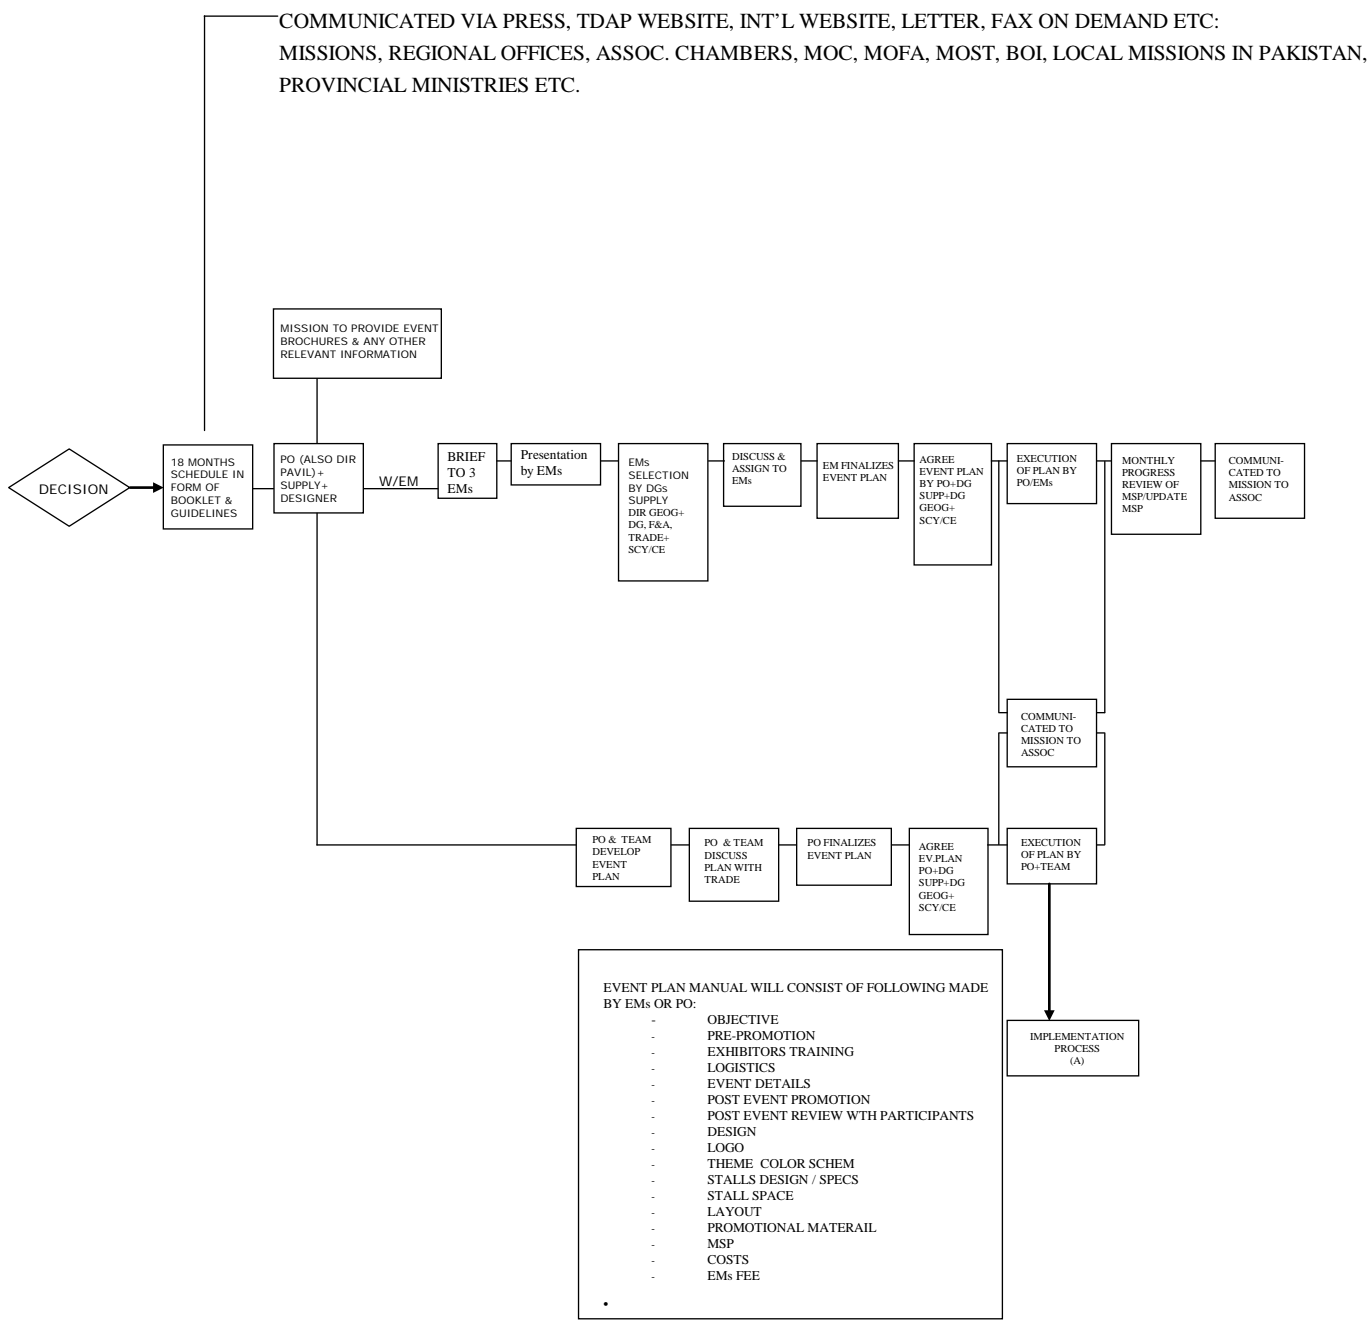 COMMUNICATED VIA PRESS, TDAP WEBSITE, INT'L WEBSITE, LETTER, FAX ON DEMAND ETC:
MISSIONS, REGIONAL OFFICES, ASSOC. CHAMBERS, MOC, MOFA, MOST, BOI, LOCAL MISSIONS IN PAKISTAN,
PROVINCIAL MINISTRIES ETC.
MISSION TO PROVIDE EVENT
BROCHURES & ANY OTHER
RELEVANT INFORMATION
DECISION
18 MONTHS
SCHEDULE IN
FORM OF
BOOKLET &
GUIDELINES
PO (ALSO DIR
PAVIL)+
SUPPLY+
DESIGNER
W/EM
BRIEF
TO 3
EMs
Presentation
by EMs
EMs
SELECTION
BY DGs
SUPPLY
DIR GEOG+
DG, F&A,
TRADE+
SCY/CE
DISCUSS &
ASSIGN TO
EMs
EM FINALIZES
EVENT PLAN
AGREE
EVENT PLAN
BY PO+DG
SUPP+DG
GEOG+
SCY/CE
EXECUTION
OF PLAN BY
PO/EMs
MONTHLY
PROGRESS
REVIEW OF
MSP/UPDATE
MSP
COMMUNI-
CATED TO
MISSION TO
ASSOC
COMMUNI-
CATED TO
MISSION TO
ASSOC
PO & TEAM
DEVELOP
EVENT
PLAN
PO & TEAM
DISCUSS
PLAN WITH
TRADE
PO FINALIZES
EVENT PLAN
AGREE
EV.PLAN
PO+DG
SUPP+DG
GEOG+
SCY/CE
EXECUTION
OF PLAN BY
PO+TEAM
EVENT PLAN MANUAL WILL CONSIST OF FOLLOWING MADE
BY EMs OR PO:
- OBJECTIVE
- PRE-PROMOTION
- EXHIBITORS TRAINING
- LOGISTICS
- EVENT DETAILS
- POST EVENT PROMOTION
- POST EVENT REVIEW WTH PARTICIPANTS
- DESIGN
- LOGO
- THEME COLOR SCHEM
- STALLS DESIGN / SPECS
- STALL SPACE
- LAYOUT
- PROMOTIONAL MATERAIL
- MSP
- COSTS
- EMs FEE
•
IMPLEMENTATION
PROCESS
(A)